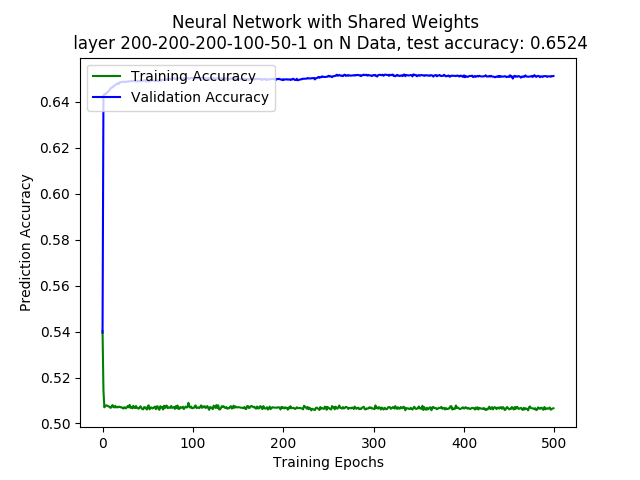 Neural Network with Shared Weights
layer 200-200-200-100-50-1 on N Data, test accuracy: 0.6524
Training Accuracy
Validation Accuracy
Prediction Accuracy
0.64
0.62
0.60
0.58
0.56
0.54
0.52
0.50
0 100 200 300 400 500
Training Epochs